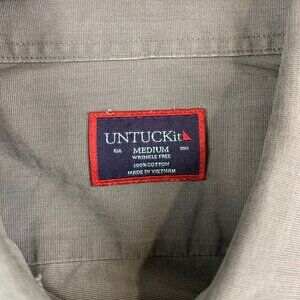 UNTUCKit
Est. MEDIUM 2011
WRINKLE FREE
100% COTTON
MADE IN VIETNAM